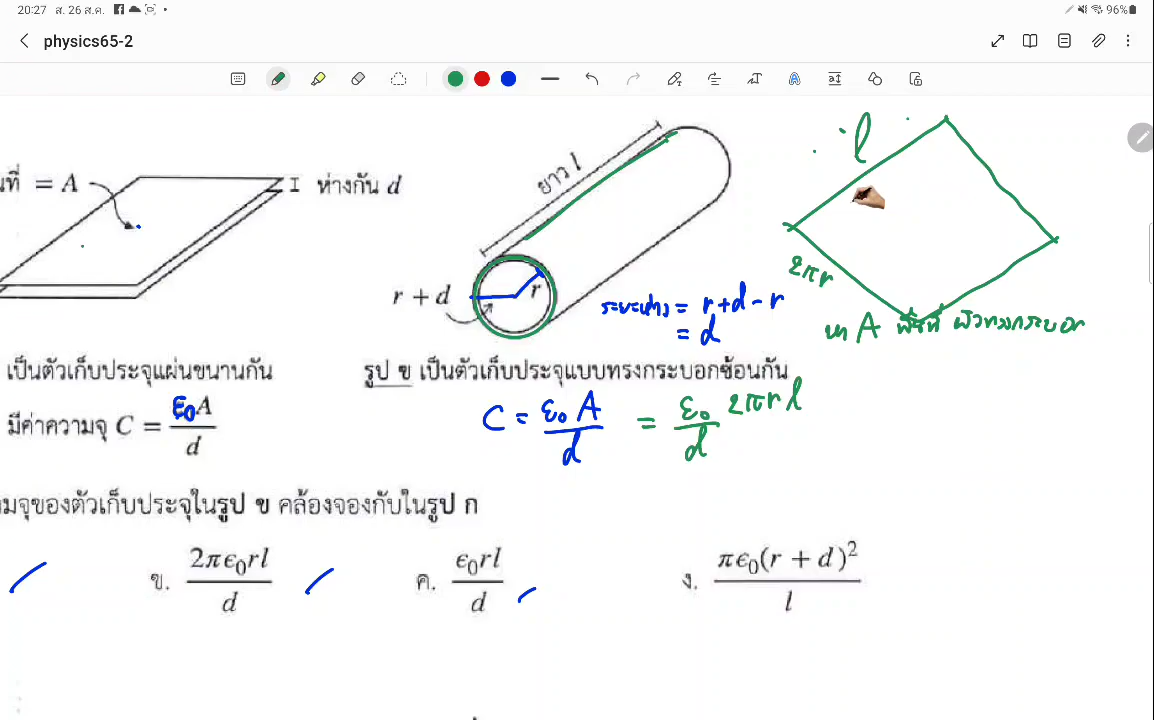 20:27 ส. 26 ส.ค.
96%
physics65-2
นที่ = A
ห่างกัน d
ยาว l
r + d
r
l
2πr
ระยะห่าง = r+d-r
= d
หา A พื้นที่ ผิวทรงกระบอก
เป็นตัวเก็บประจุแผ่นขนานกัน
รูป ข เป็นตัวเก็บประจุแบบทรงกระบอกซ้อนกัน
มีค่าความจุ C = ε₀A/d
C = ε₀A/d = ε₀ 2πrl/d
มจุของตัวเก็บประจุในรูป ข คล้องจองกับในรูป ก
ข. 2πϵ₀rl/d
ค. ϵ₀rl/d
ง. πϵ₀(r + d)²/l